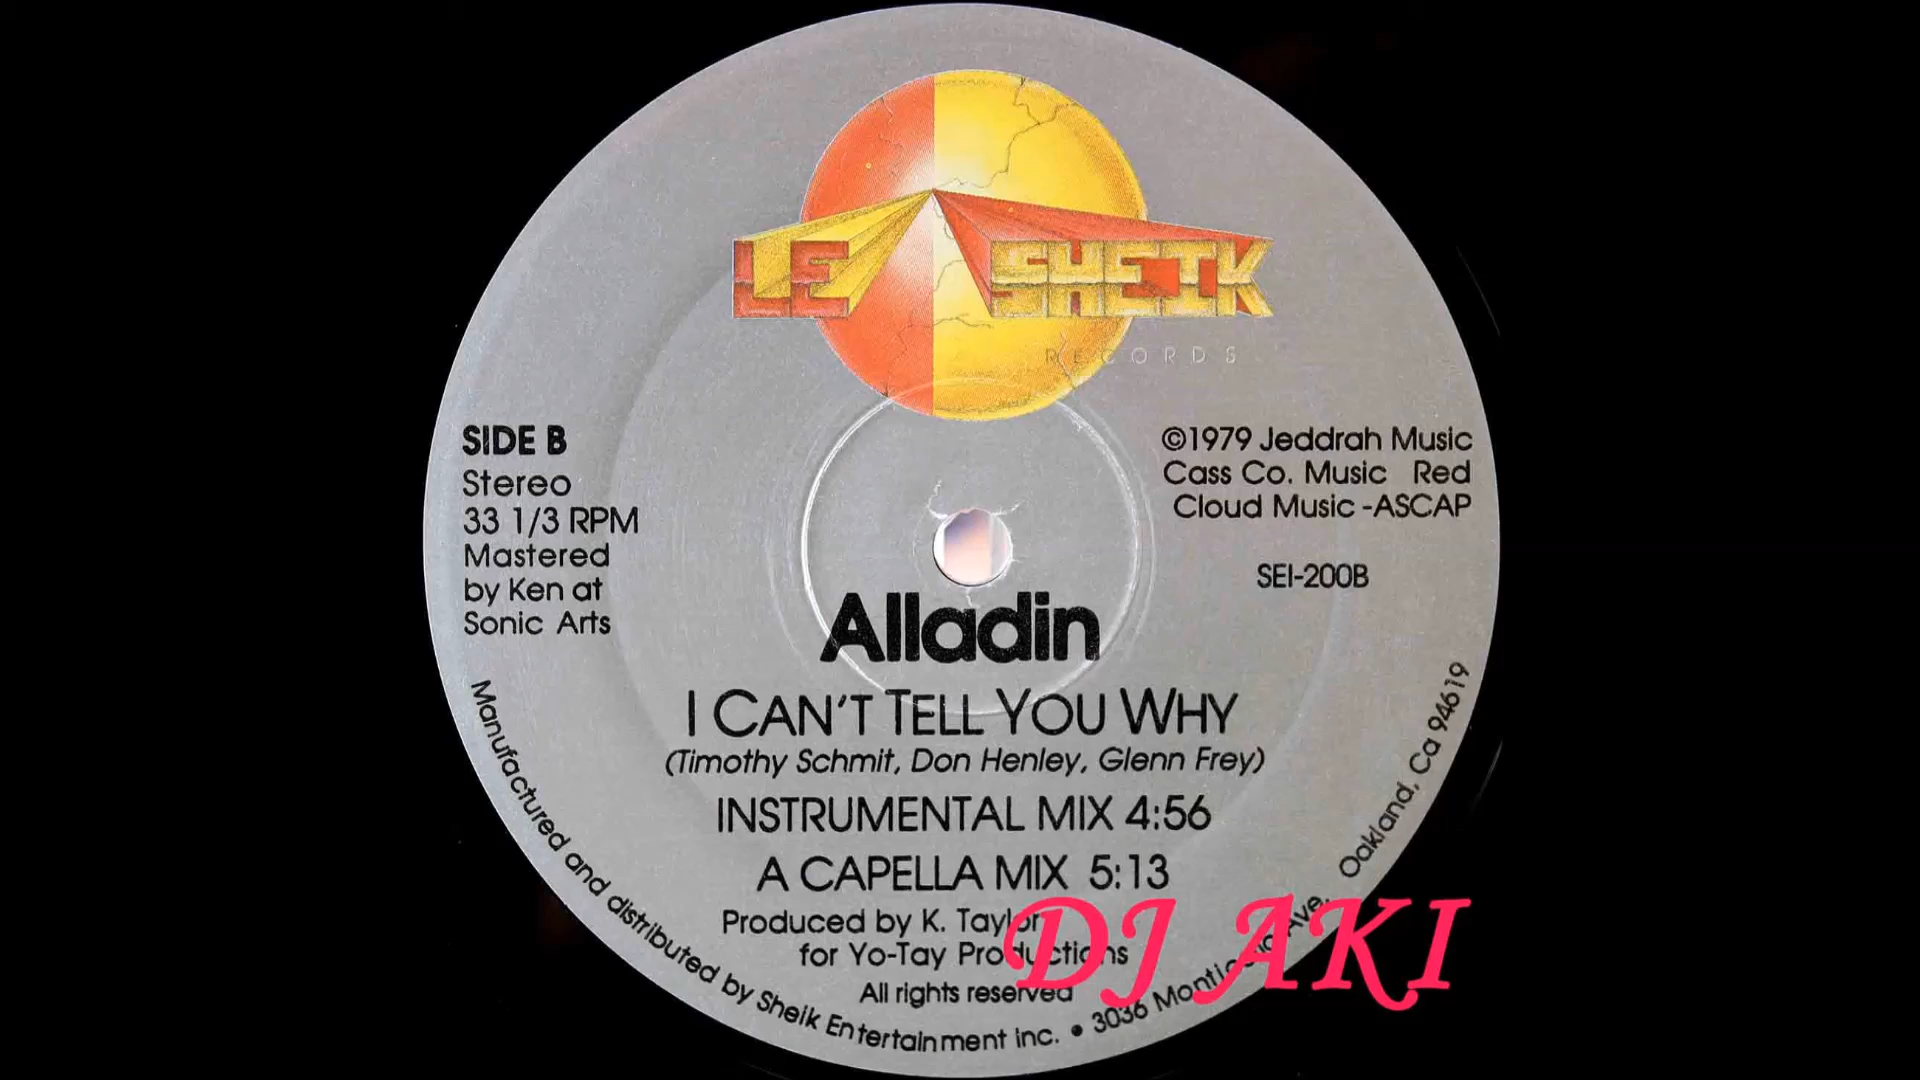 LE SHEIK
RECORDS
SIDE B
Stereo
33 1/3 RPM
Mastered
by Ken at
Sonic Arts
©1979 Jeddrah Music
Cass Co. Music Red
Cloud Music -ASCAP
SEI-200B
Alladin
I CAN'T TELL YOU WHY
(Timothy Schmit, Don Henley, Glenn Frey)
INSTRUMENTAL MIX 4:56
A CAPELLA MIX 5:13
Produced by K. Taylor
for Yo-Tay Productions
All rights reserved
Manufactured and distributed by Sheik Entertainment inc. • 3036 Ave. Oakland, Ca 94619
DJ AKI